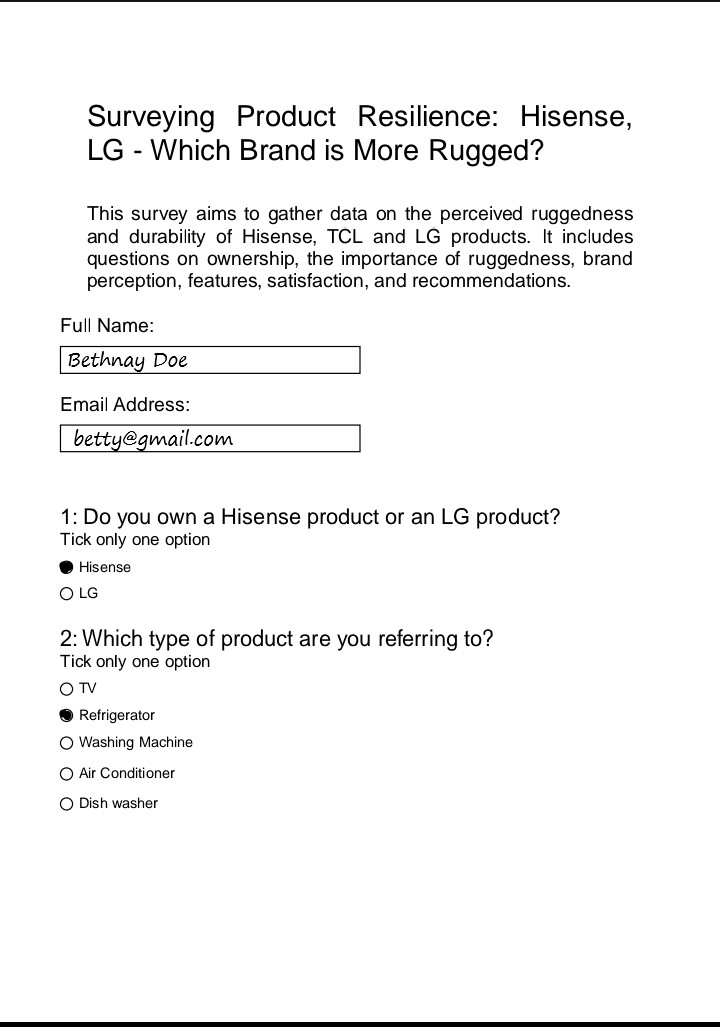 Surveying Product Resilience: Hisense,
LG - Which Brand is More Rugged?
This survey aims to gather data on the perceived ruggedness
and durability of Hisense, TCL and LG products. It includes
questions on ownership, the importance of ruggedness, brand
perception, features, satisfaction, and recommendations.
Full Name:
Bethnay Doe
Email Address:
betty@gmail.com
1: Do you own a Hisense product or an LG product?
Tick only one option
Hisense
LG
2: Which type of product are you referring to?
Tick only one option
TV
Refrigerator
Washing Machine
Air Conditioner
Dish washer